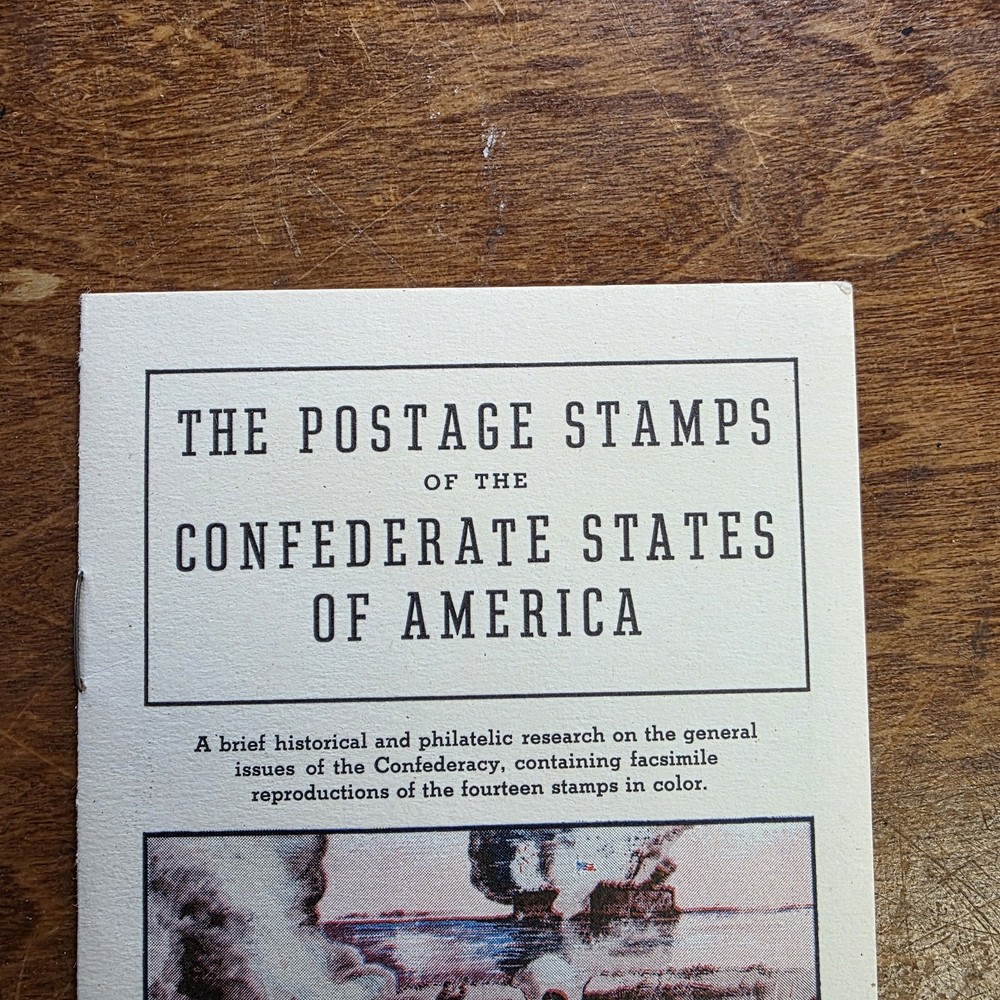 THE POSTAGE STAMPS
OF THE
CONFEDERATE STATES
OF AMERICA
A brief historical and philatelic research on the general
issues of the Confederacy, containing facsimile
reproductions of the fourteen stamps in color.